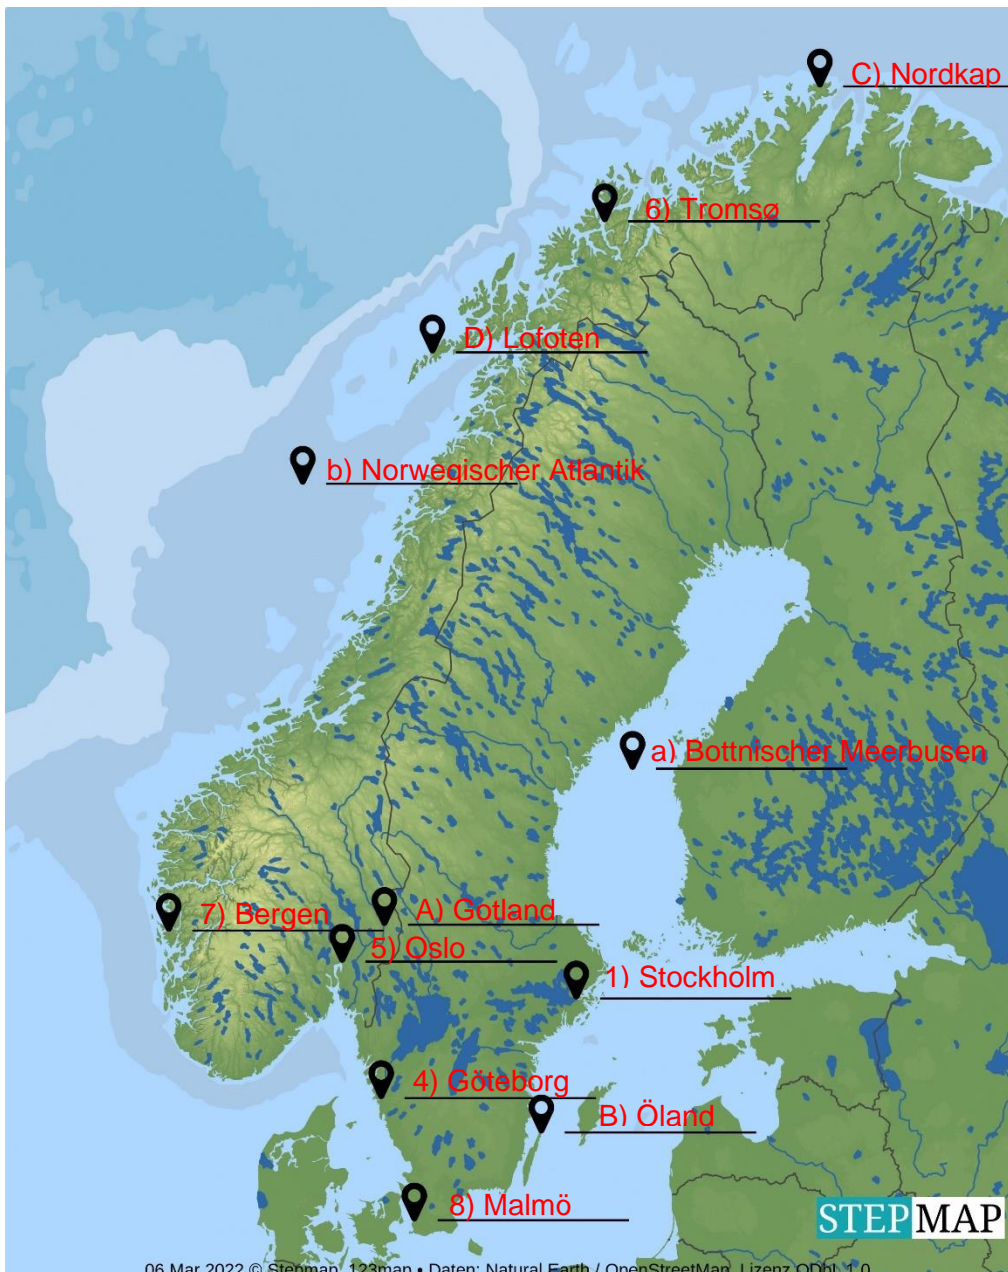 C) Nordkap
6) Tromsø
D) Lofoten
b) Norwegischer Atlantik
a) Bottnischer Meerbusen
7) Bergen
A) Gotland
5) Oslo
1) Stockholm
4) Göteborg
B) Öland
8) Malmö
STEPMAP
06 Mar 2022 © Stepmap, 123map • Daten: Natural Earth / OpenStreetMap, Lizenz ODbL 1.0